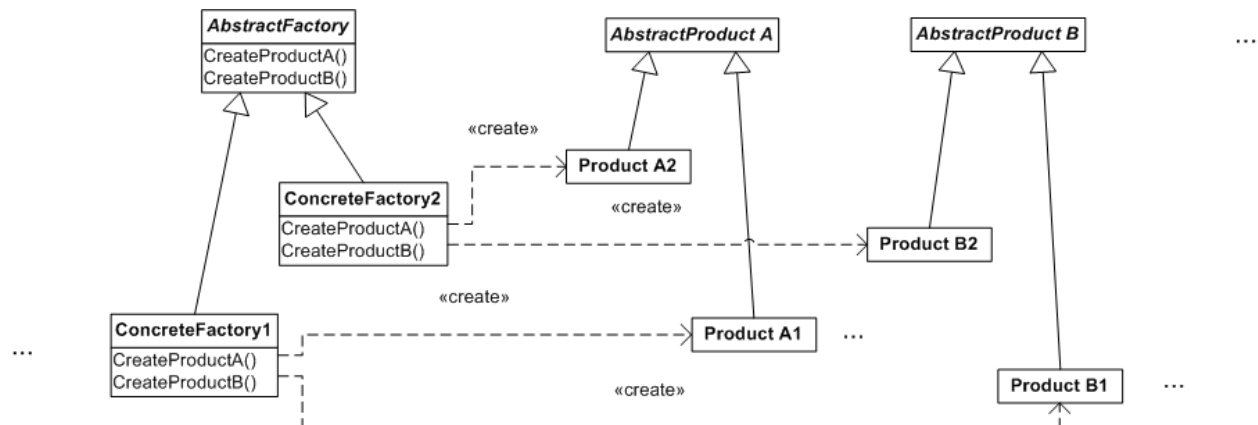 AbstractFactory
CreateProductA()
CreateProductB()
AbstractProduct A
AbstractProduct B
...
«create»
Product A2
ConcreteFactory2
CreateProductA()
CreateProductB()
«create»
Product B2
«create»
ConcreteFactory1
CreateProductA()
CreateProductB()
...
Product A1
...
«create»
Product B1
...